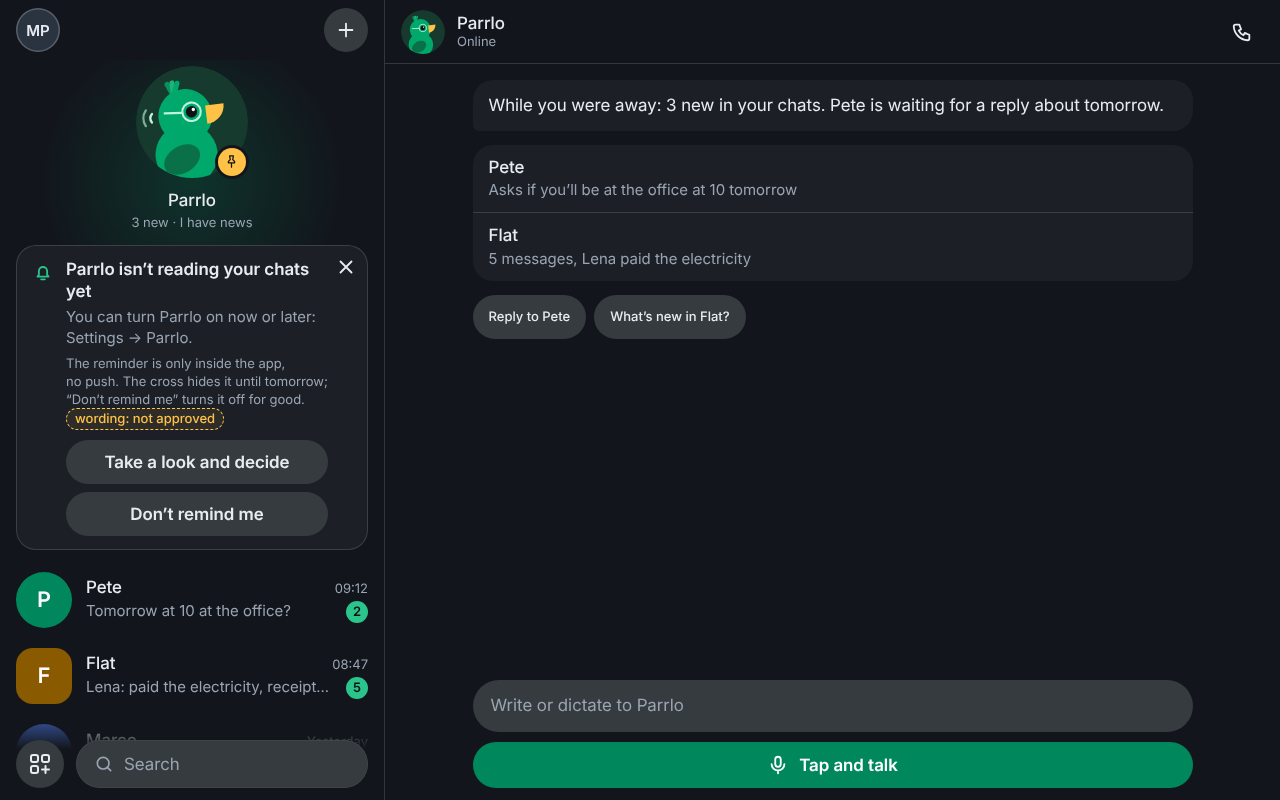 MP
Parrlo
3 new · I have news
Parrlo isn’t reading your chats
yet
You can turn Parrlo on now or later:
Settings → Parrlo.
The reminder is only inside the app,
no push. The cross hides it until tomorrow;
“Don’t remind me” turns it off for good.
wording: not approved
Take a look and decide
Don’t remind me
P
Pete
09:12
Tomorrow at 10 at the office?
2
F
Flat
08:47
Lena: paid the electricity, receipt...
5
Marco
Yesterday
Search
Parrlo
Online
While you were away: 3 new in your chats. Pete is waiting for a reply about tomorrow.
Pete
Asks if you’ll be at the office at 10 tomorrow
Flat
5 messages, Lena paid the electricity
Reply to Pete
What’s new in Flat?
Write or dictate to Parrlo
Tap and talk